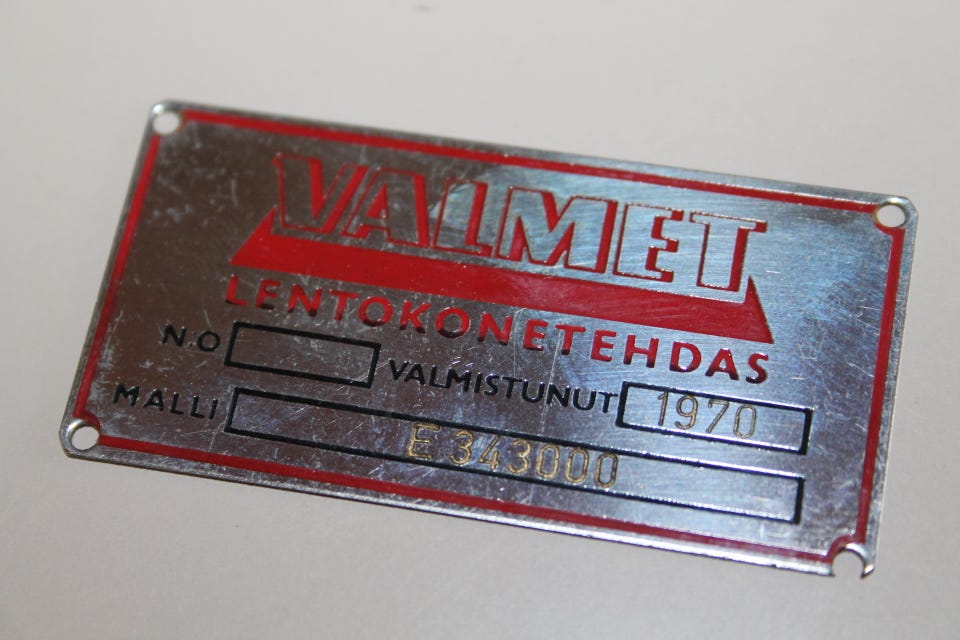 VALMET
LENTOKONETEHDAS
N:O VALMISTUNUT 1970
MALLI E 343000